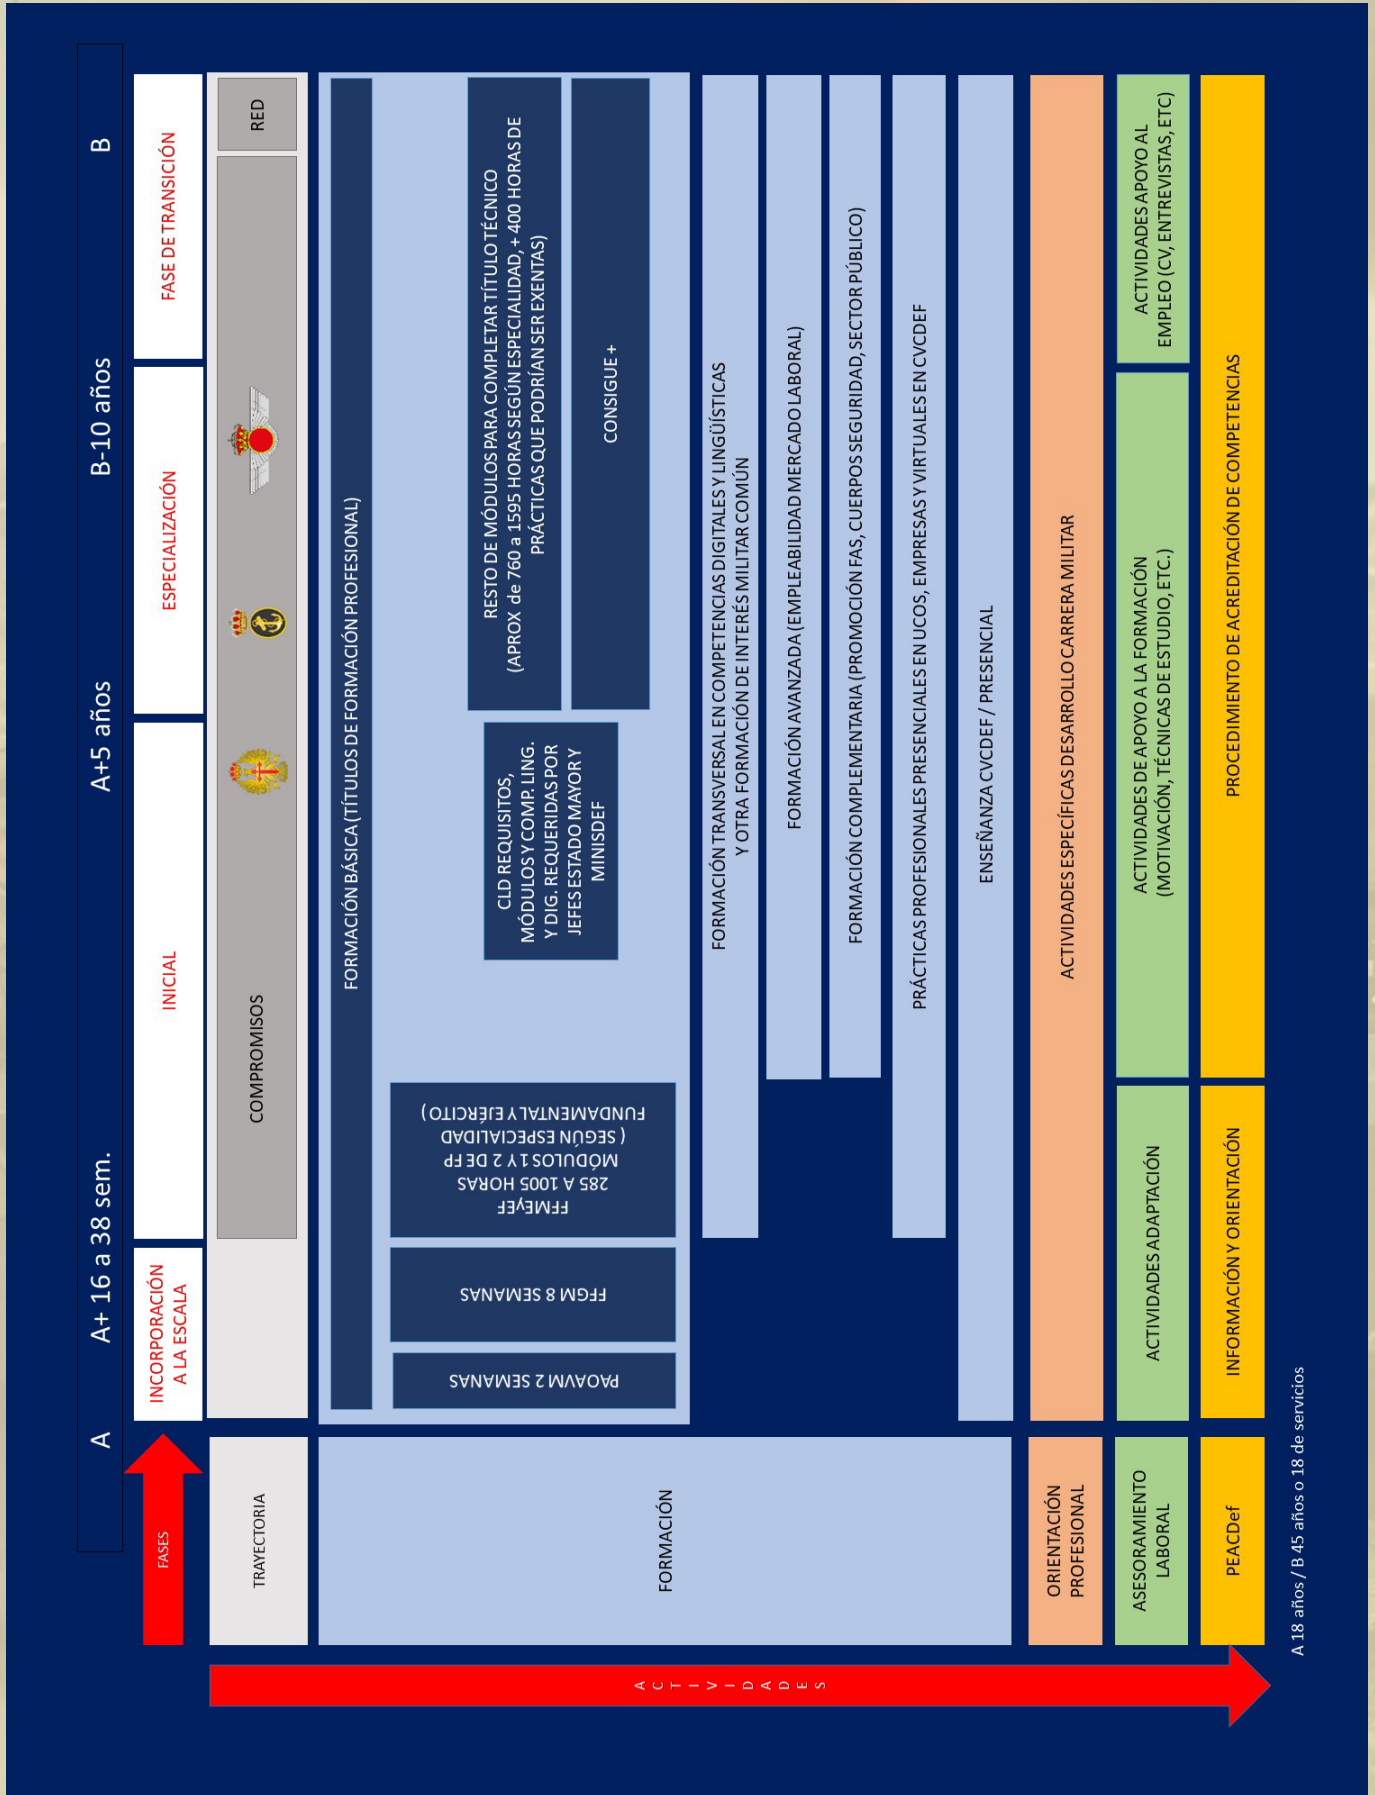 A
A+ 16 a 38 sem.
A+5 años
B-10 años
B
FASES
INCORPORACIÓN
A LA ESCALA
INICIAL
ESPECIALIZACIÓN
FASE DE TRANSICIÓN
TRAYECTORIA
COMPROMISOS
RED
FORMACIÓN
FORMACIÓN BÁSICA (TÍTULOS DE FORMACIÓN PROFESIONAL)
PAOAVM 2 SEMANAS
FFGM 8 SEMANAS
FFMEyEF
285 A 1005 HORAS
MÓDULOS 1 Y 2 DE FP
( SEGÚN ESPECIALIDAD
FUNDAMENTAL Y EJÉRCITO )
CLD REQUISITOS,
MÓDULOS Y COMP. LING.
Y DIG. REQUERIDAS POR
JEFES ESTADO MAYOR Y
MINISDEF
RESTO DE MÓDULOS PARA COMPLETAR TÍTULO TÉCNICO
(APROX de 760 a 1595 HORAS SEGÚN ESPECIALIDAD, + 400 HORAS DE
PRÁCTICAS QUE PODRÍAN SER EXENTAS)
CONSIGUE +
FORMACIÓN TRANSVERSAL EN COMPETENCIAS DIGITALES Y LINGÜÍSTICAS
Y OTRA FORMACIÓN DE INTERÉS MILITAR COMÚN
FORMACIÓN AVANZADA (EMPLEABILIDAD MERCADO LABORAL)
FORMACIÓN COMPLEMENTARIA (PROMOCIÓN FAS, CUERPOS SEGURIDAD, SECTOR PÚBLICO)
PRÁCTICAS PROFESIONALES PRESENCIALES EN UCOS, EMPRESAS Y VIRTUALES EN CVCDEF
ENSEÑANZA CVCDEF / PRESENCIAL
ORIENTACIÓN
PROFESIONAL
ACTIVIDADES ESPECÍFICAS DESARROLLO CARRERA MILITAR
ASESORAMIENTO
LABORAL
ACTIVIDADES ADAPTACIÓN
ACTIVIDADES DE APOYO A LA FORMACIÓN
(MOTIVACIÓN, TÉCNICAS DE ESTUDIO, ETC.)
ACTIVIDADES APOYO AL
EMPLEO (CV, ENTREVISTAS, ETC)
PEACDef
INFORMACIÓN Y ORIENTACIÓN
PROCEDIMIENTO DE ACREDITACIÓN DE COMPETENCIAS
ACTIVIDADES
A 18 años / B 45 años o 18 de servicios